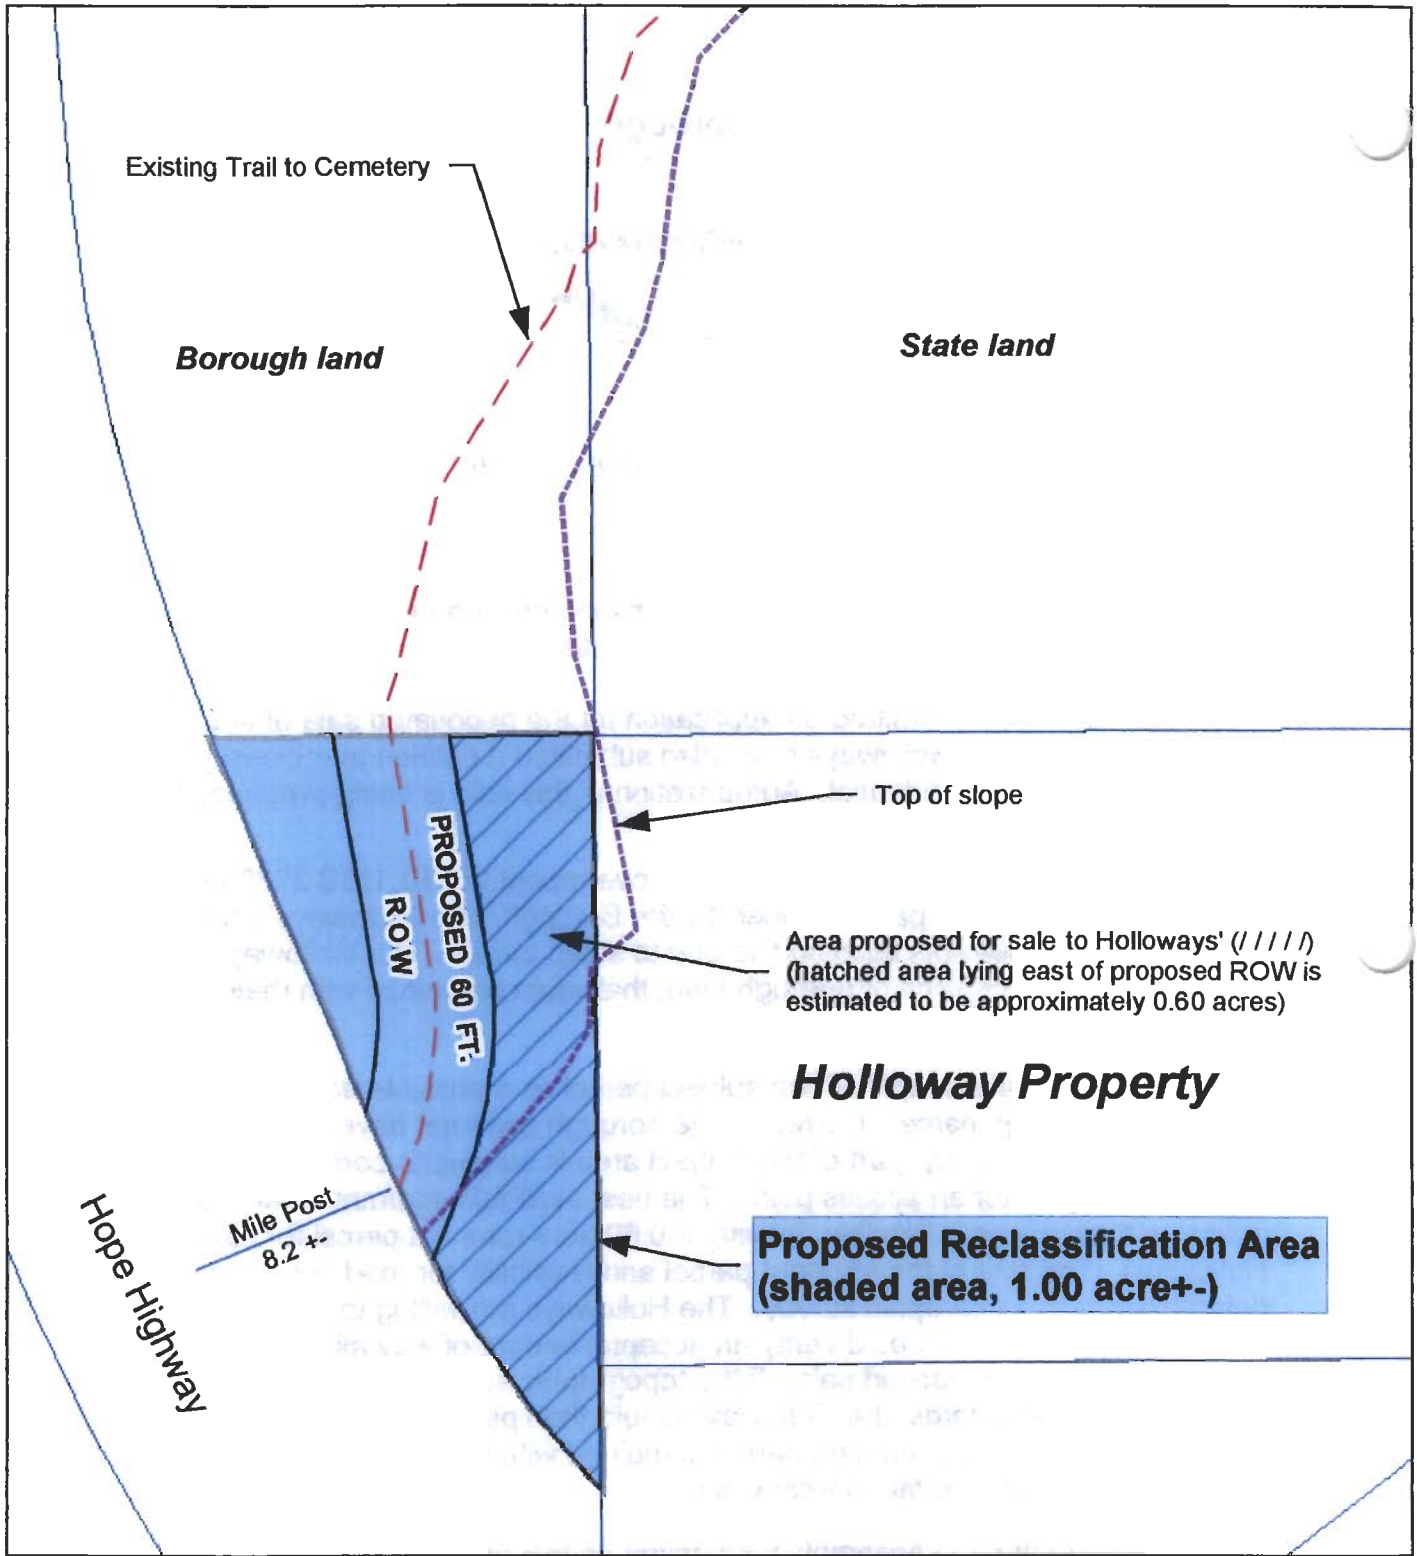 Existing Trail to Cemetery
Borough land
State land
Top of slope
PROPOSED 60 FT.
ROW
Area proposed for sale to Holloways' (/ / / / /)
(hatched area lying east of proposed ROW is
estimated to be approximately 0.60 acres)
Holloway Property
Mile Post
8.2 +-
Hope Highway
Proposed Reclassification Area
(shaded area, 1.00 acre+-)